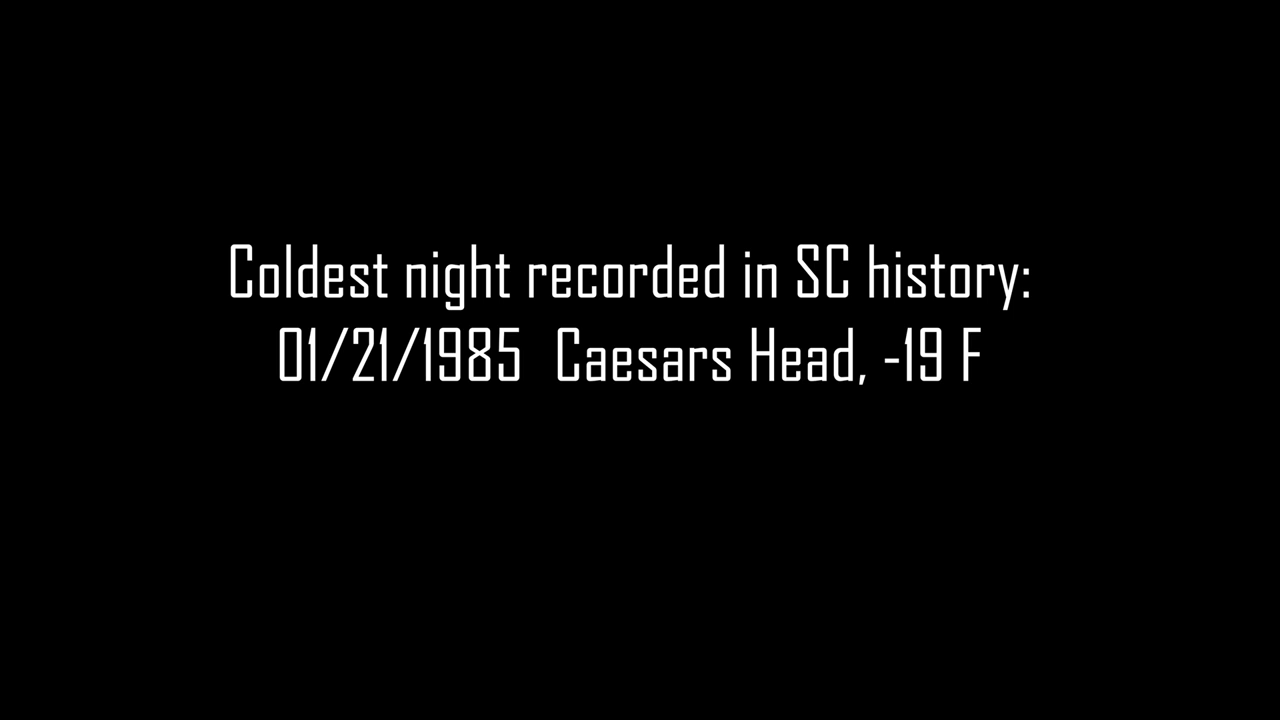 Coldest night recorded in SC history:
01/21/1985  Caesars Head, -19 F